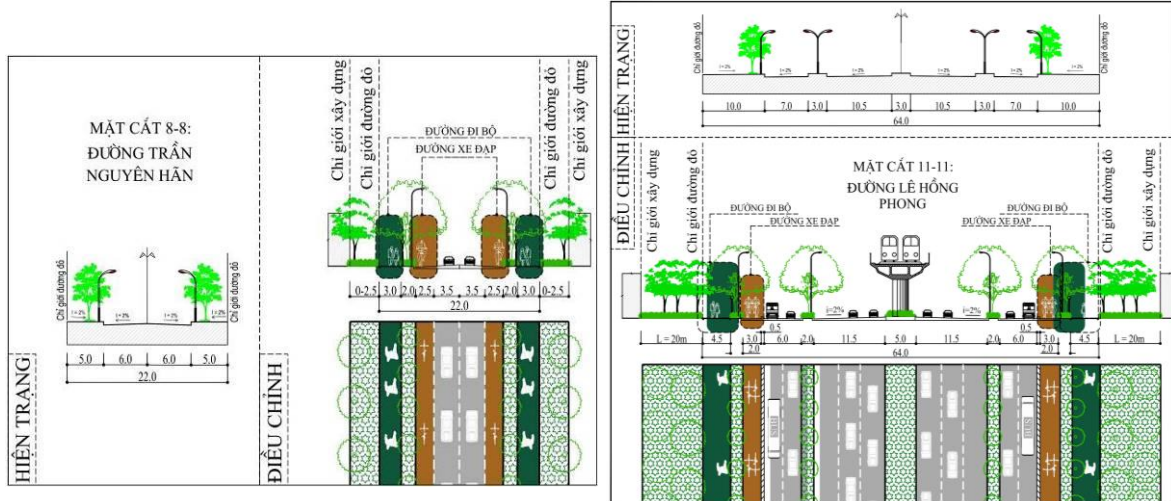 MẶT CẮT 8-8:
ĐƯỜNG TRẦN
NGUYÊN HÃN
HIỆN TRẠNG
Chỉ giới đường đỏ
Chỉ giới đường đỏ
i = 2%
i = 2%
i = 2%
i = 2%
5.0 6.0 6.0 5.0
22.0
ĐIỀU CHỈNH
Chỉ giới xây dựng
Chỉ giới đường đỏ
ĐƯỜNG ĐI BỘ
ĐƯỜNG XE ĐẠP
Chỉ giới đường đỏ
Chỉ giới xây dựng
0-2.5 3.0 2.0 2.5 3.5 3.5 2.5 2.0 3.0 0-2.5
22.0
HIỆN TRẠNG
Chỉ giới đường đỏ
Chỉ giới đường đỏ
i = 2%
i = 2%
i = 2%
i = 2%
i = 2%
i = 2%
10.0 7.0 3.0 10.5 3.0 10.5 3.0 7.0 10.0
64.0
ĐIỀU CHỈNH
Chỉ giới xây dựng
Chỉ giới đường đỏ
MẶT CẮT 11-11:
ĐƯỜNG LÊ HỒNG
PHONG
ĐƯỜNG ĐI BỘ
ĐƯỜNG XE ĐẠP
ĐƯỜNG ĐI BỘ
ĐƯỜNG XE ĐẠP
Chỉ giới đường đỏ
Chỉ giới xây dựng
i=2%
i=2%
0.5 0.5
L = 20m 4.5 3.0 6.0 2.0 11.5 5.0 11.5 2.0 6.0 3.0 4.5 L = 20m
2.0 2.0
64.0
BUS
BUS